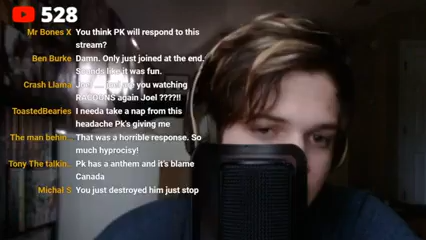 528
Mr Bones X You think PK will respond to this
stream?
Ben Burke Damn. Only just joined at the end.
Sounds like it was fun.
Crash Llama you watching
RACOONS again Joel ????!!
ToastedBearies I needa take a nap from this
headache Pk's giving me
The man behin.. That was a horrible response. So
much hyprocisy!
Tony The talkin.. Pk has a anthem and it's blame
Canada
Michal S You just destroyed him just stop